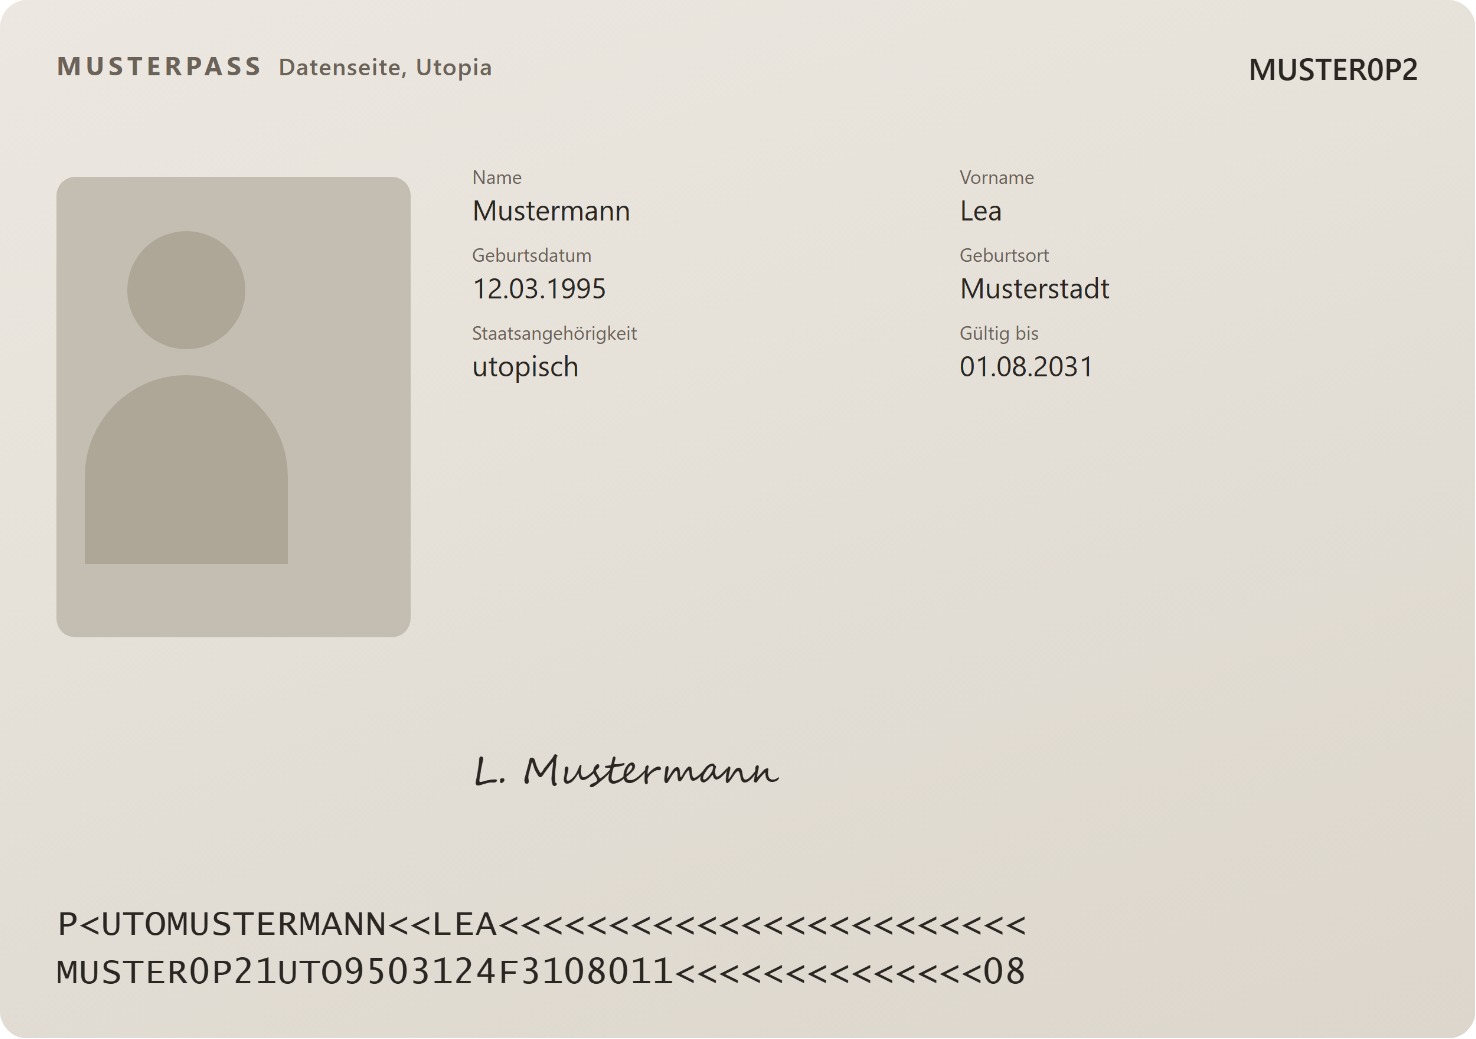 MUSTERPASS Datenseite, Utopia
MUSTER0P2
Name
Mustermann
Vorname
Lea
Geburtsdatum
12.03.1995
Geburtsort
Musterstadt
Staatsangehörigkeit
utopisch
Gültig bis
01.08.2031
L. Mustermann
P<UTOMUSTERMANN<<LEA<<<<<<<<<<<<<<<<<<<<<<<<
MUSTER0P21UTO9503124F3108011<<<<<<<<<<<<<<08